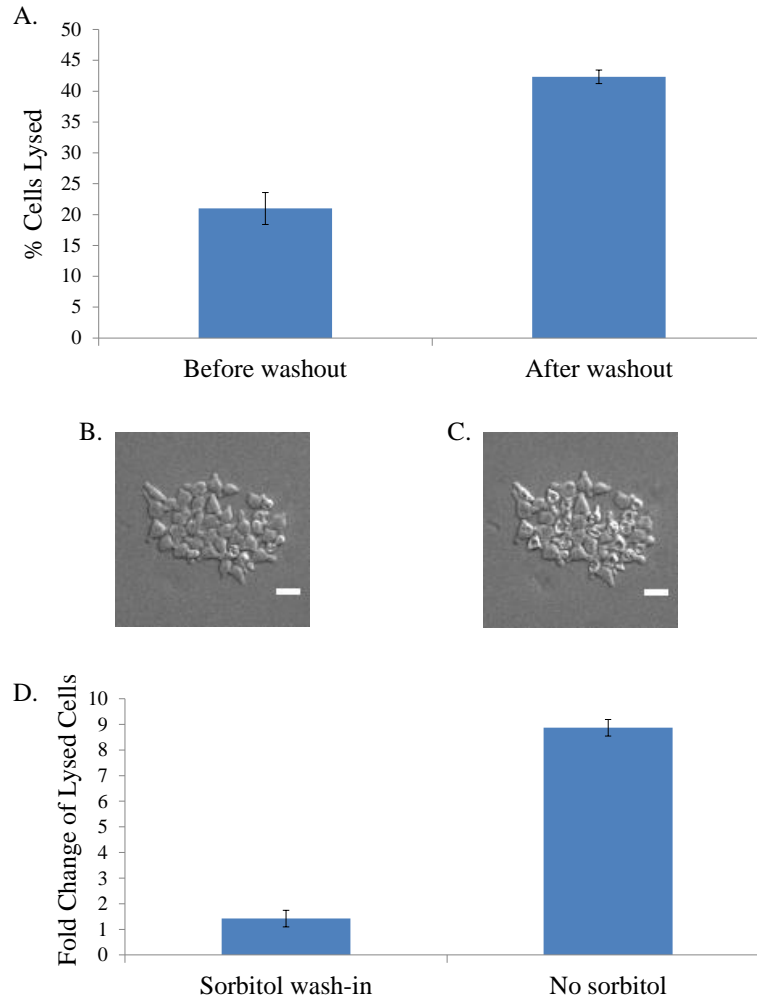 A.
% Cells Lysed
50
45
40
35
30
25
20
15
10
5
0
Before washout
After washout
B.
C.
D.
Fold Change of Lysed Cells
10
9
8
7
6
5
4
3
2
1
0
Sorbitol wash-in
No sorbitol